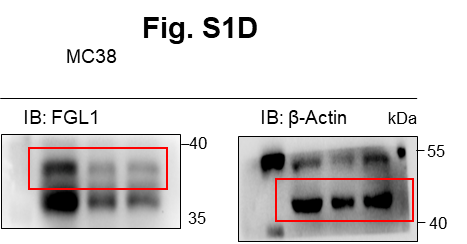 Fig. S1D
MC38
IB: FGL1
IB: β-Actin
kDa
40
35
55
40